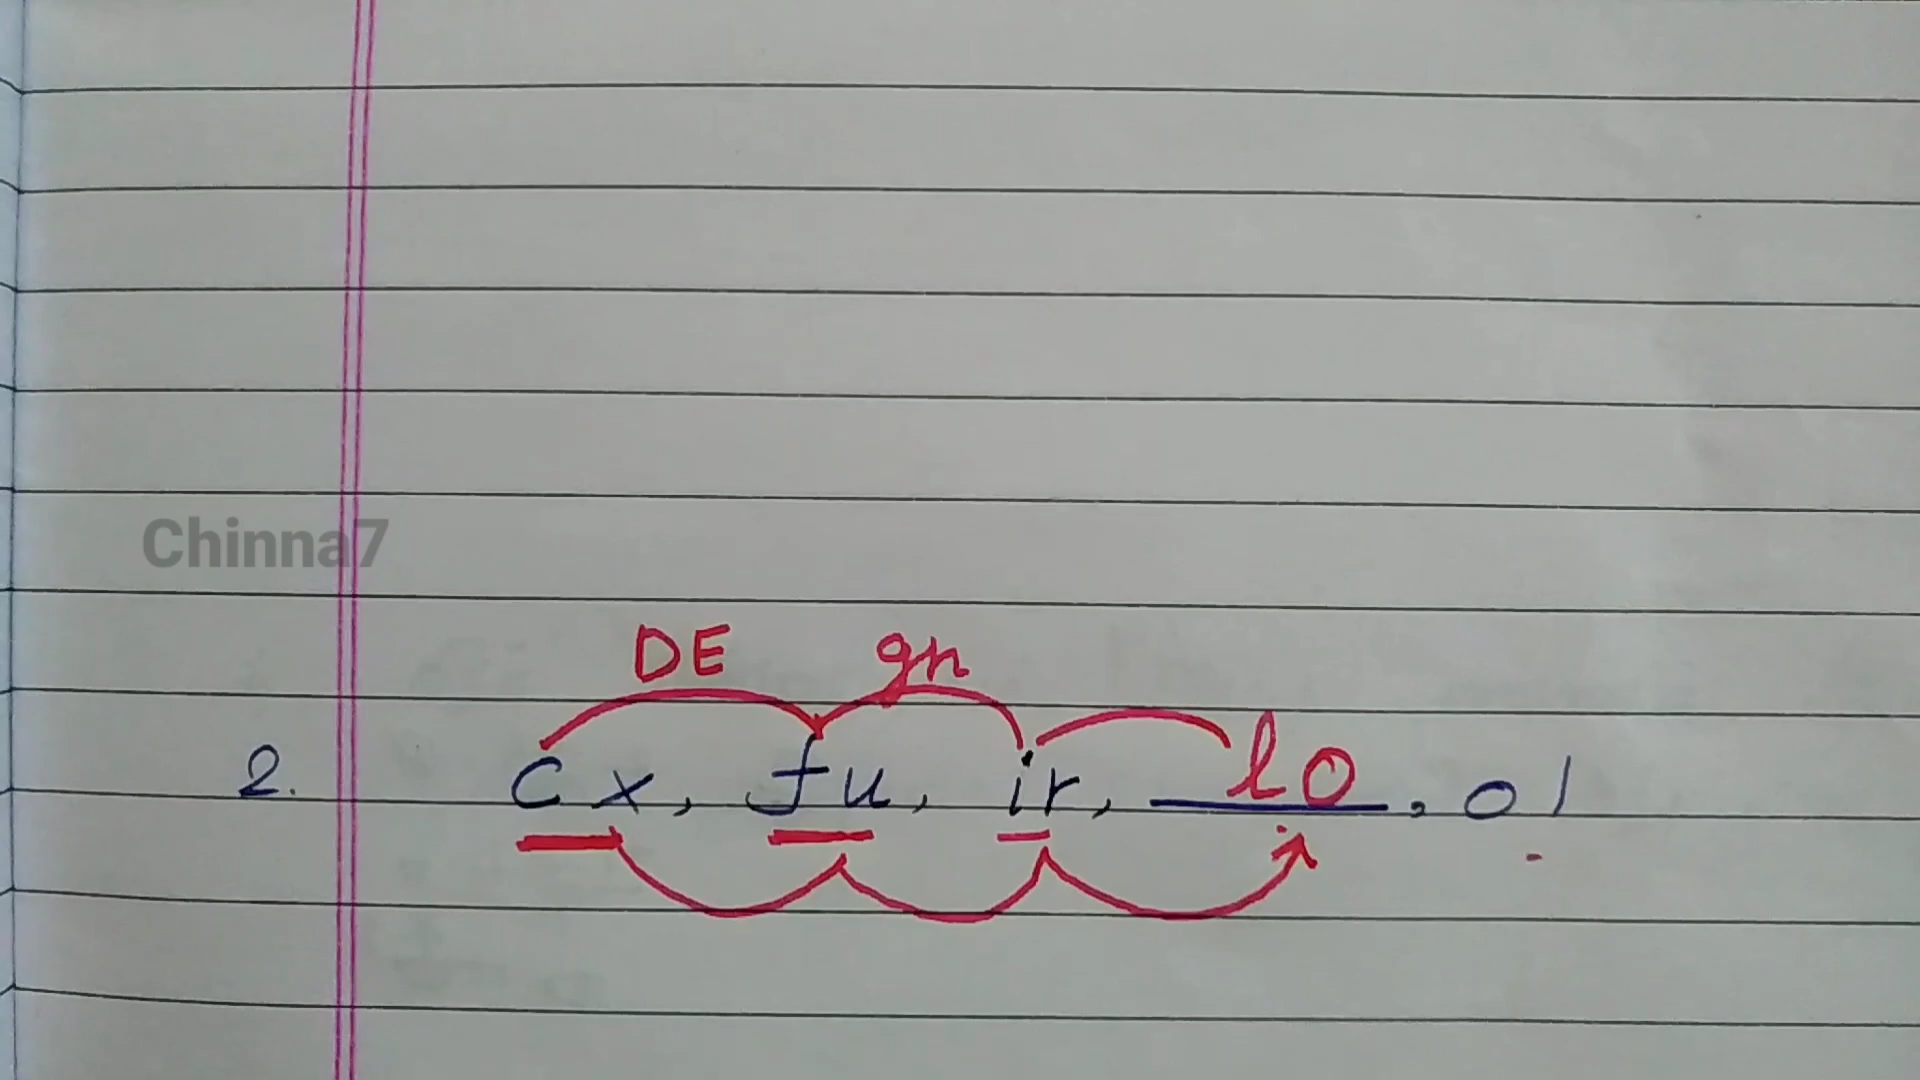 Chinna7
DE gh
2. cx, fu, ir, lo, ol